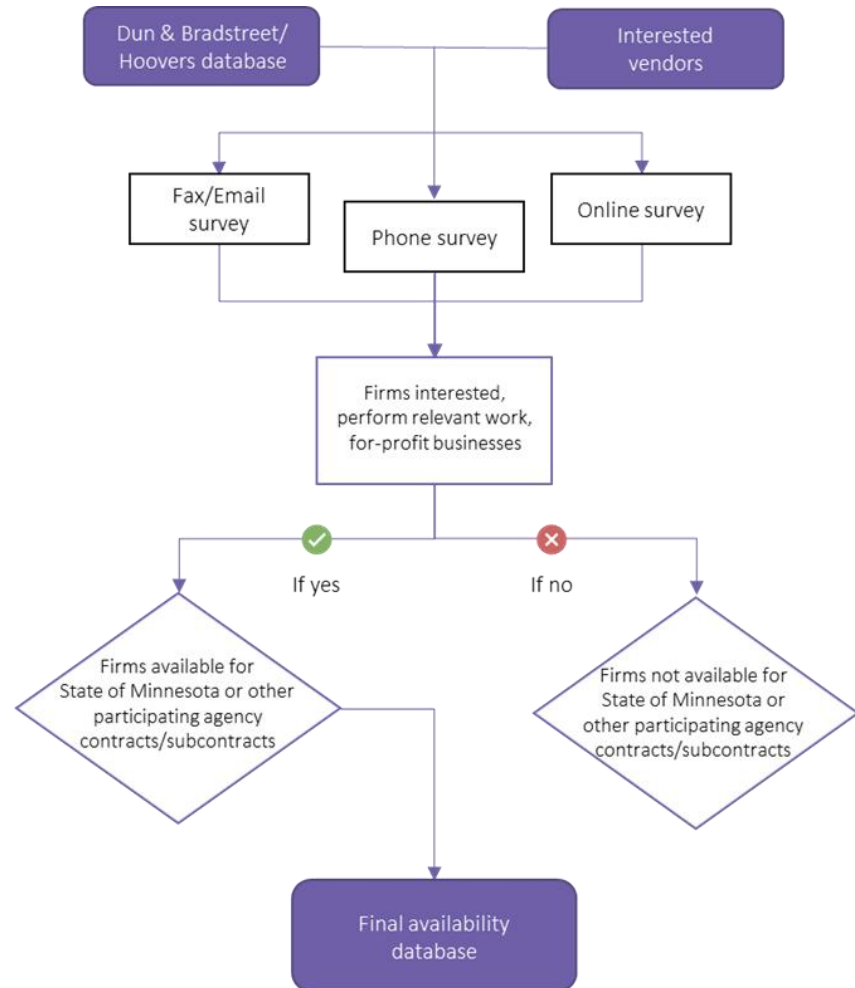 Dun & Bradstreet/
Hoovers database
Interested
vendors
Fax/Email
survey
Phone survey
Online survey
Firms interested,
perform relevant work,
for-profit businesses
If yes
If no
Firms available for
State of Minnesota or other
participating agency
contracts/subcontracts
Firms not available for
State of Minnesota or
other participating agency
contracts/subcontracts
Final availability
database